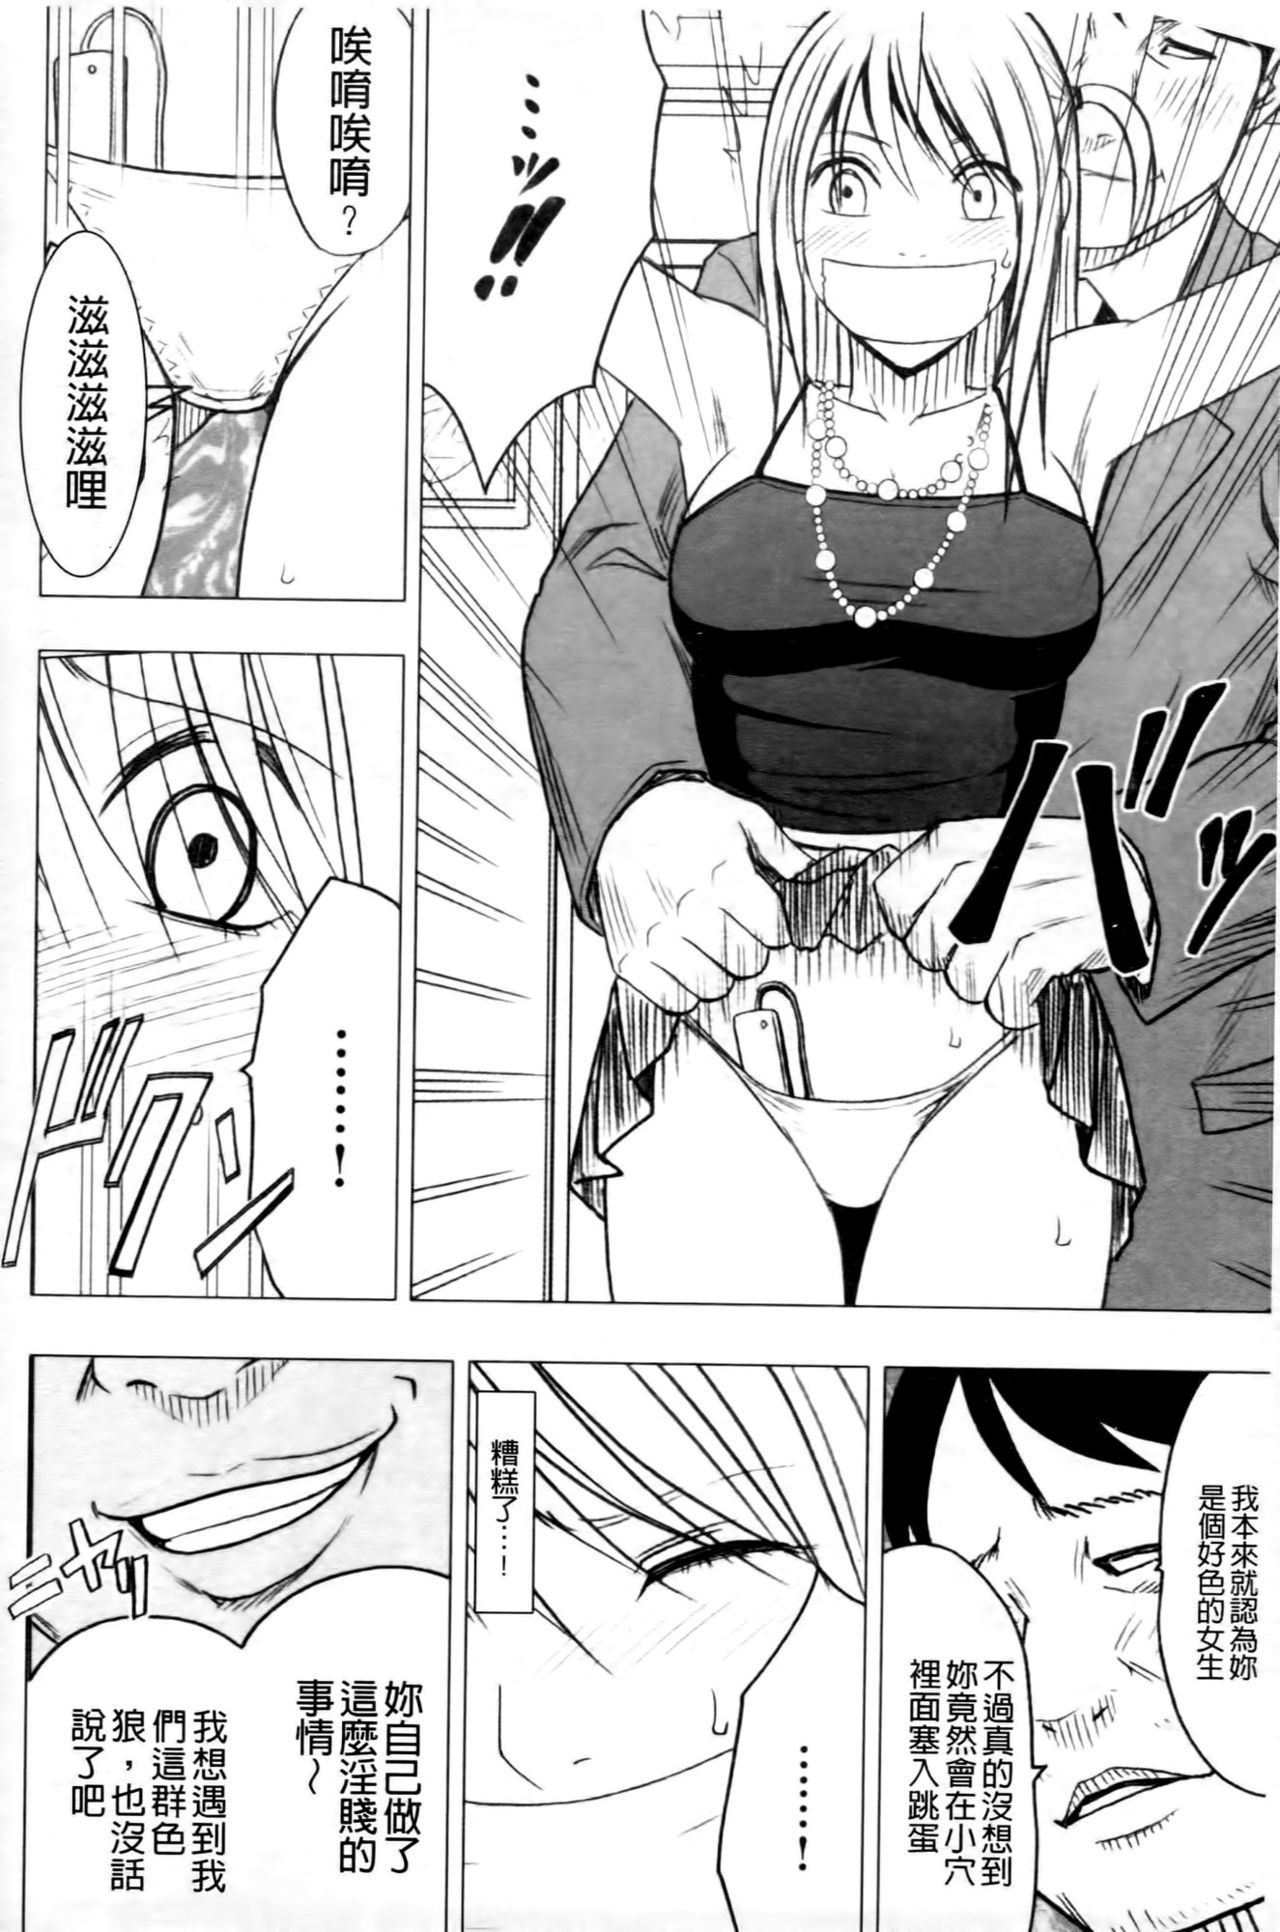 ……ッ!!
バッ
唉唷唉唷？
滋滋滋滋哩
………！
ドクン
我本來就認為妳
是個好色的女生
不過真的沒想到
妳竟然會在小穴
裡面塞入跳蛋
………！
糟糕了…！
妳自己做了
這麼淫賤的
事情～
我想遇到我
們這群色
狼，也沒話
說了吧
ニヤッ